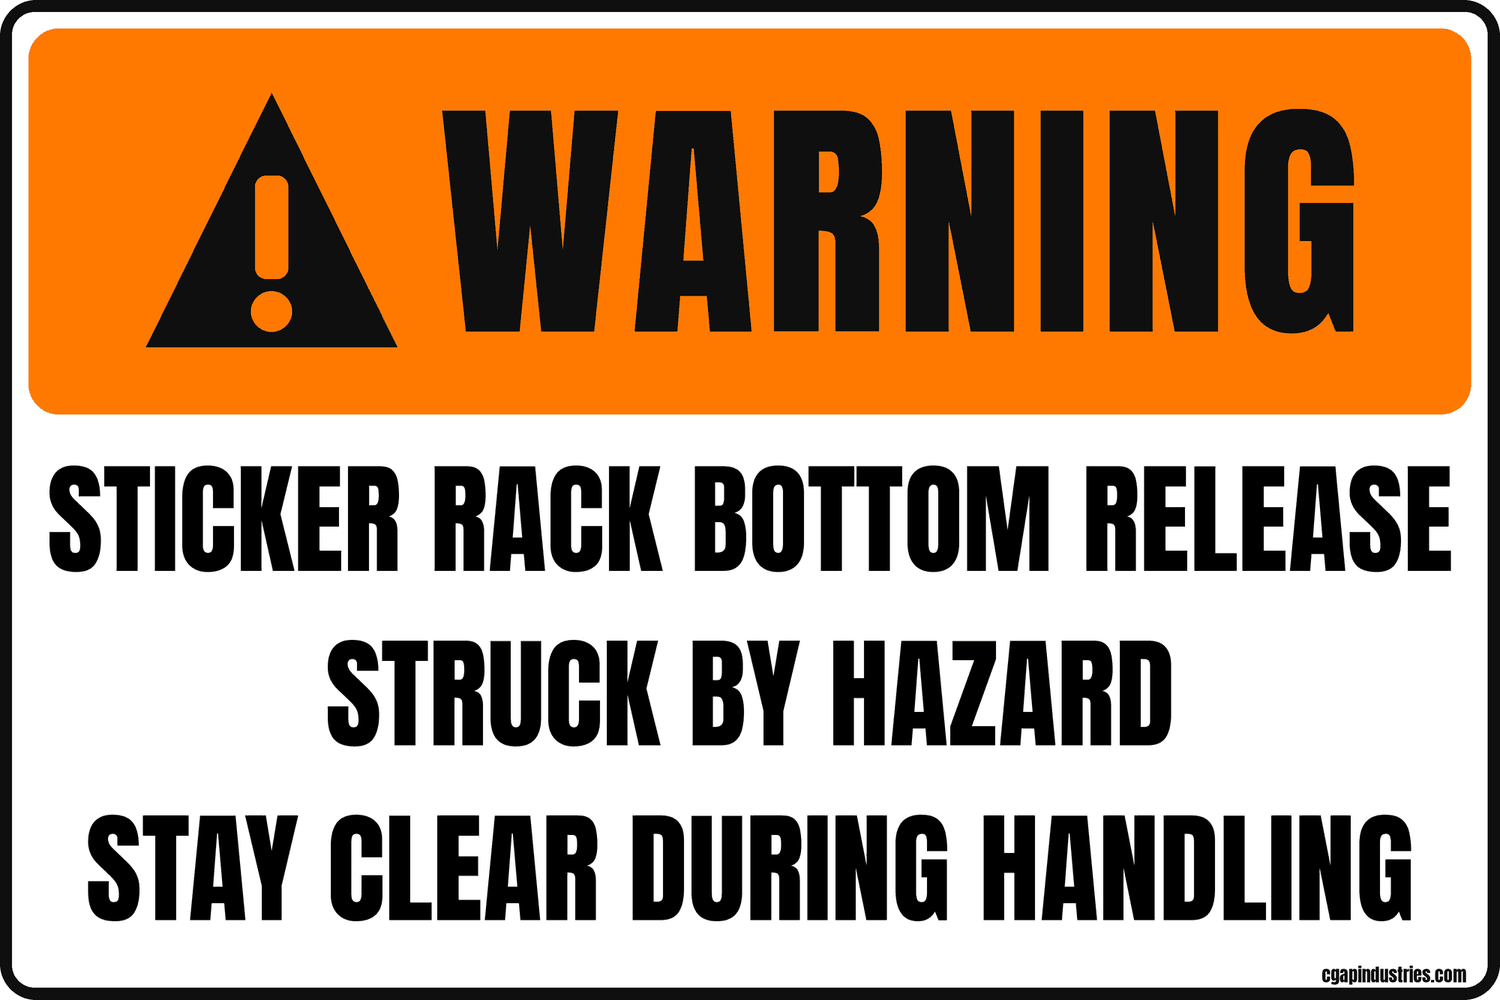 WARNING
STICKER RACK BOTTOM RELEASE
STRUCK BY HAZARD
STAY CLEAR DURING HANDLING
cgapindustries.com